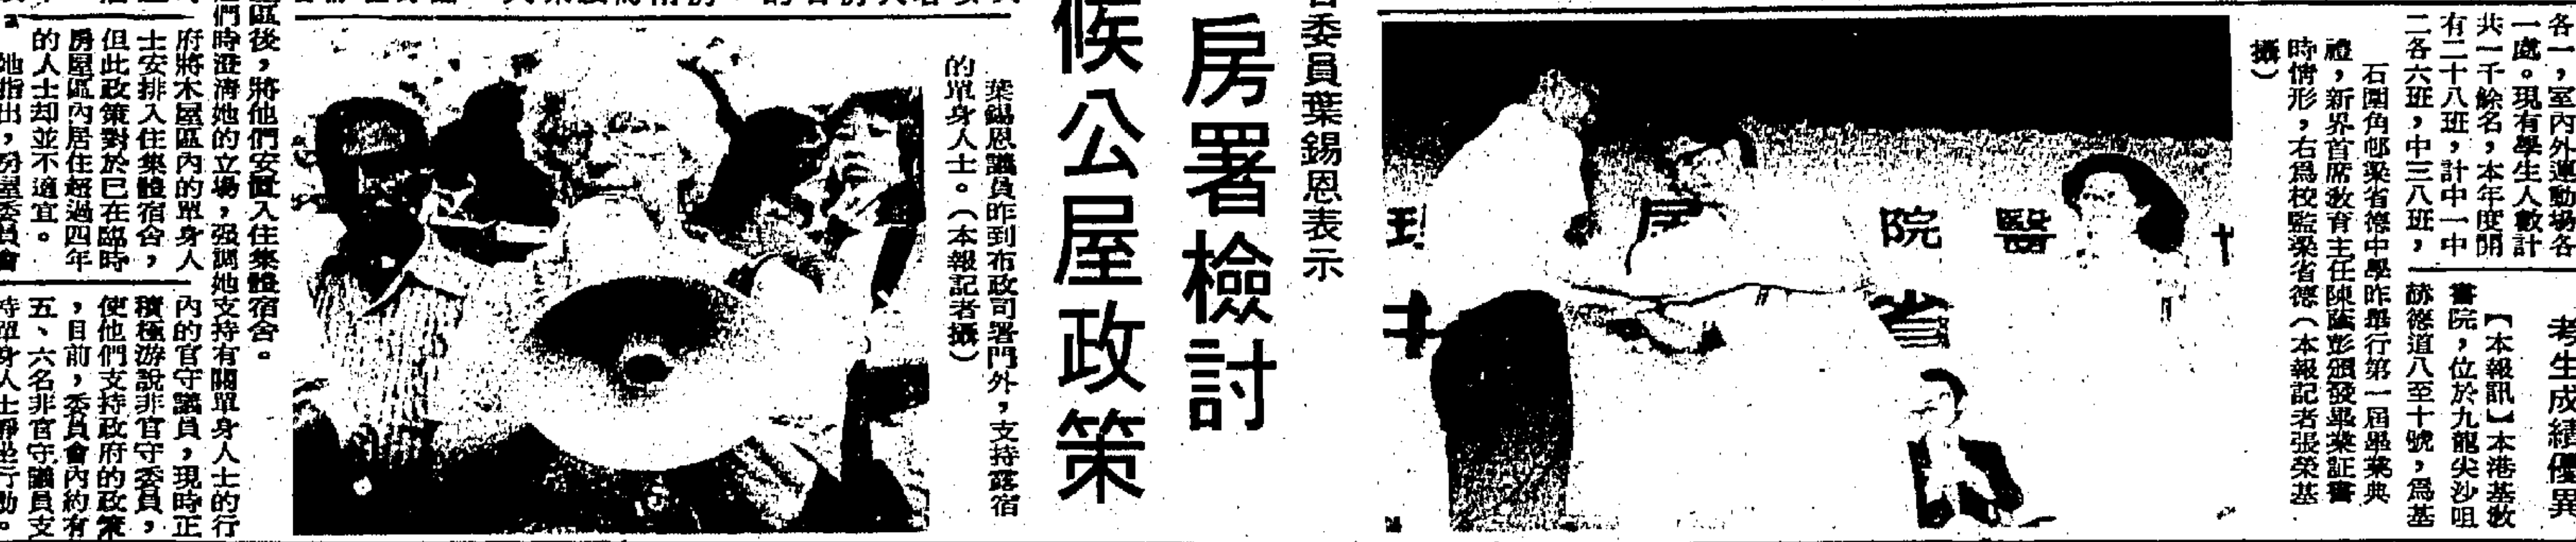 各一，室內外運動塲各
一處。現有學生人數計
共一千餘名，本年度開
有二十八班，計中一中
二各六班，中三八班，
考生成績優異
【本報訊】本港基教
書院，位於九龍尖沙咀
赫德道八至十號，爲基
石圍角邨梁省德中學昨舉行第一屆畢業典
禮，新界首席教育主任陳蔭彭頒發畢業証書
時情形，右爲校監梁省德（本報記者張榮基
攝）
院
醫
省
委員葉錫恩表示
房署檢討
候公屋政策
葉錫恩議員昨到布政司署門外，支持露宿
的單身人士。（本報記者攝）
區後，將他們安置入住集體宿舍。
們時澄清她的立塲，强調她支持有關單身人士的行
府將木屋區內的單身人
士安排入住集體宿舍，
但此政策對於已在臨時
房屋區內居住超過四年
的人士却並不適宜。
她指出，房屋委員會
內的官守議員，現時正
積極游說非官守委員，
使他們支持政府的政策
，目前，委員會內約有
五、六名非官守議員支
持單身人士靜坐行動。